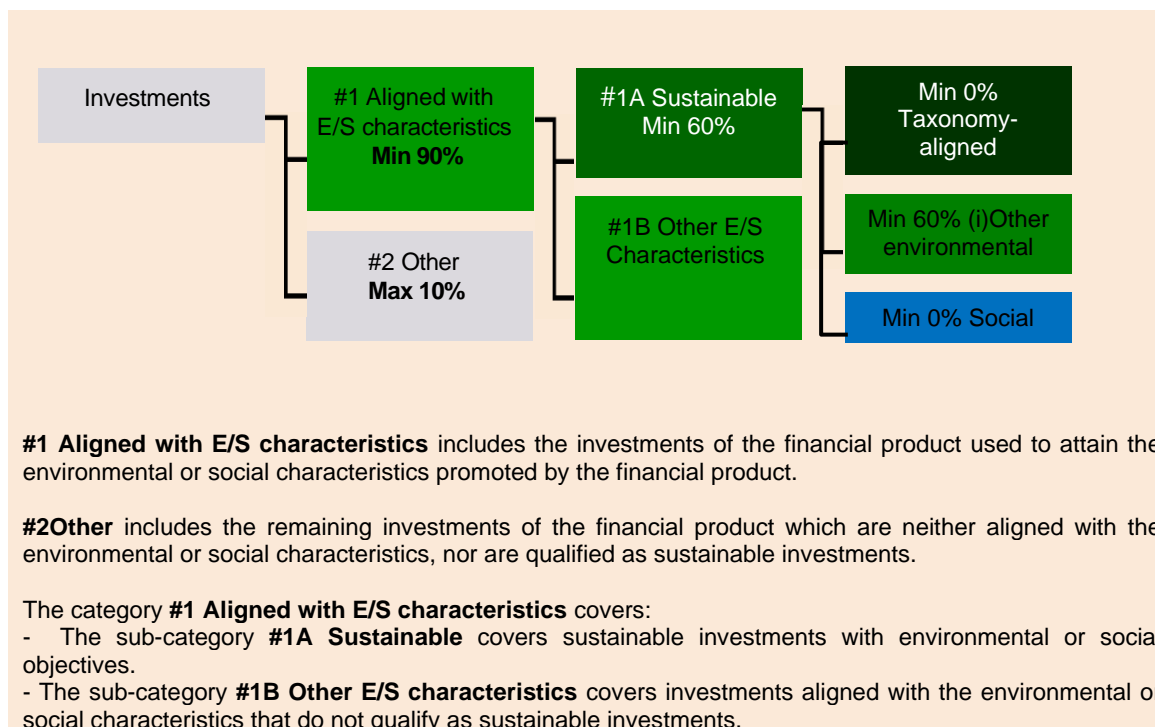 Investments
#1 Aligned with
E/S characteristics
Min 90%
#2 Other
Max 10%
#1A Sustainable
Min 60%
#1B Other E/S
Characteristics
Min 0%
Taxonomy-
aligned
Min 60% (i)Other
environmental
Min 0% Social
#1 Aligned with E/S characteristics includes the investments of the financial product used to attain the
environmental or social characteristics promoted by the financial product.
#2Other includes the remaining investments of the financial product which are neither aligned with the
environmental or social characteristics, nor are qualified as sustainable investments.
The category #1 Aligned with E/S characteristics covers:
- The sub-category #1A Sustainable covers sustainable investments with environmental or social
objectives.
- The sub-category #1B Other E/S characteristics covers investments aligned with the environmental or
social characteristics that do not qualify as sustainable investments.